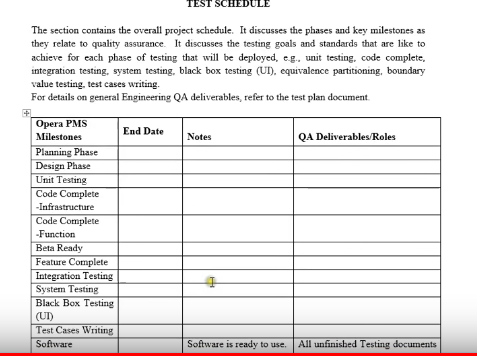 TEST SCHEDULE
The section contains the overall project schedule. It discusses the phases and key milestones as
they relate to quality assurance. It discusses the testing goals and standards that are like to
achieve for each phase of testing that will be deployed, e.g., unit testing, code complete,
integration testing, system testing, black box testing (UI), equivalence partitioning, boundary
value testing, test cases writing.
For details on general Engineering QA deliverables, refer to the test plan document.
Opera PMS
Milestones
End Date
Notes
QA Deliverables/Roles
Planning Phase
Design Phase
Unit Testing
Code Complete
-Infrastructure
Code Complete
-Function
Beta Ready
Feature Complete
Integration Testing
System Testing
Black Box Testing
(UI)
Test Cases Writing
Software
Software is ready to use.
All unfinished Testing documents